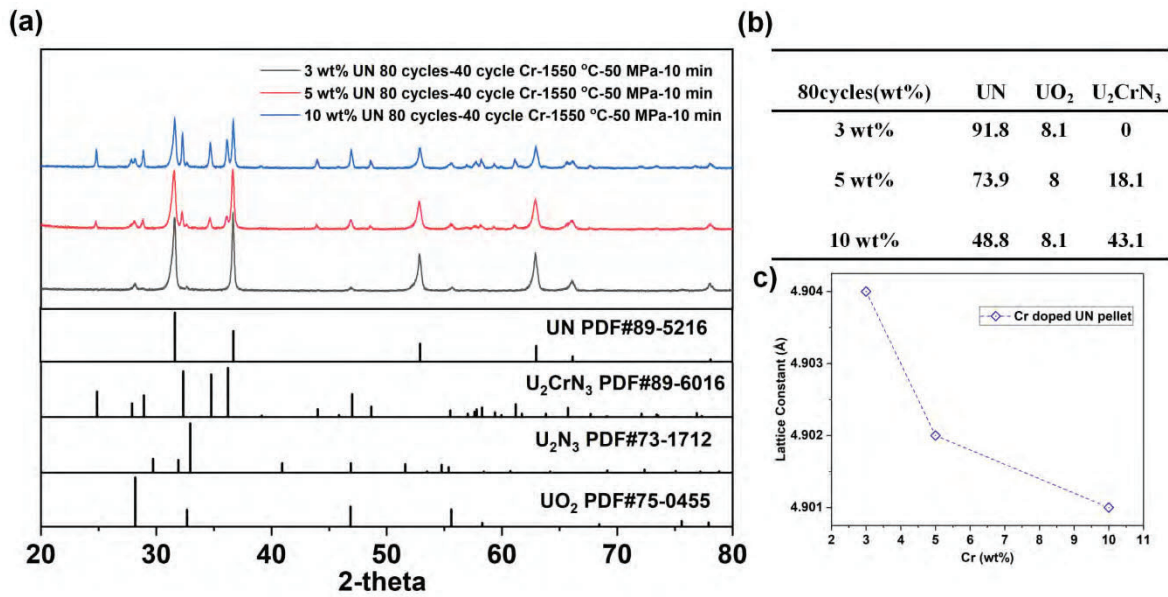 (a)
3 wt% UN 80 cycles-40 cycle Cr-1550 °C-50 MPa-10 min
5 wt% UN 80 cycles-40 cycle Cr-1550 °C-50 MPa-10 min
10 wt% UN 80 cycles-40 cycle Cr-1550 °C-50 MPa-10 min
UN PDF#89-5216
U₂CrN₃ PDF#89-6016
U₂N₃ PDF#73-1712
UO₂ PDF#75-0455
20 30 40 50 60 70 80
2-theta
(b)
80cycles(wt%) UN UO₂ U₂CrN₃
3 wt% 91.8 8.1 0
5 wt% 73.9 8 18.1
10 wt% 48.8 8.1 43.1
c)
Cr doped UN pellet
Lattice Constant (Å)
4.904
4.903
4.902
4.901
2 3 4 5 6 7 8 9 10 11
Cr (wt%)